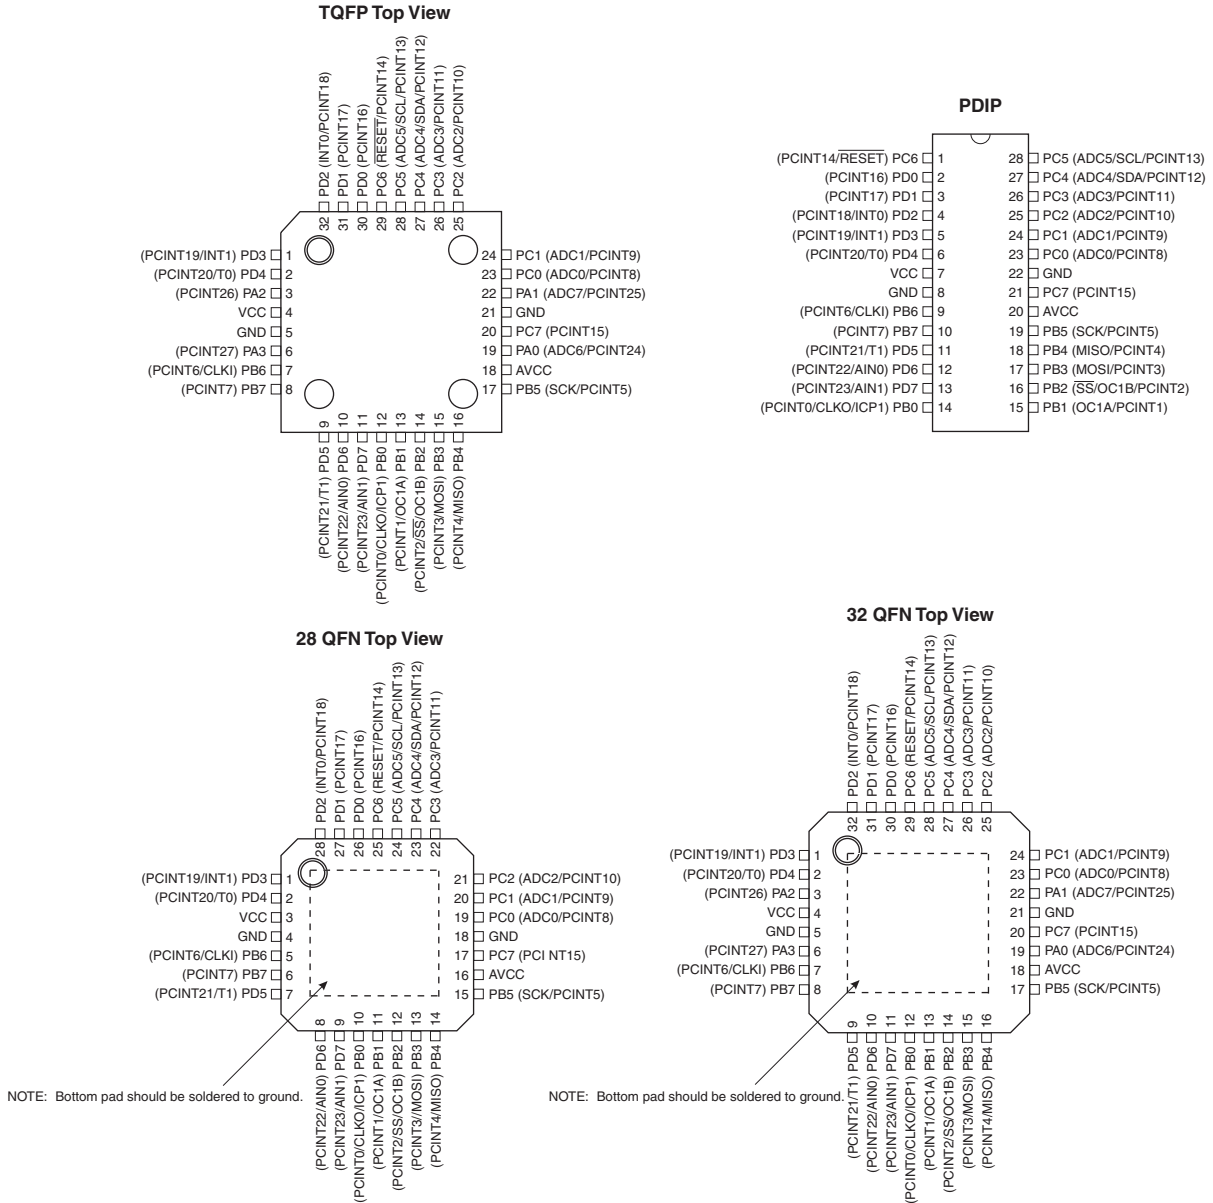 TQFP Top View
PD2 (INT0/PCINT18)
PD1 (PCINT17)
PD0 (PCINT16)
PC6 (RESET/PCINT14)
PC5 (ADC5/SCL/PCINT13)
PC4 (ADC4/SDA/PCINT12)
PC3 (ADC3/PCINT11)
PC2 (ADC2/PCINT10)
32 31 30 29 28 27 26 25
(PCINT19/INT1) PD3 1
(PCINT20/T0) PD4 2
(PCINT26) PA2 3
VCC 4
GND 5
(PCINT27) PA3 6
(PCINT6/CLKI) PB6 7
(PCINT7) PB7 8
24 PC1 (ADC1/PCINT9)
23 PC0 (ADC0/PCINT8)
22 PA1 (ADC7/PCINT25)
21 GND
20 PC7 (PCINT15)
19 PA0 (ADC6/PCINT24)
18 AVCC
17 PB5 (SCK/PCINT5)
9 10 11 12 13 14 15 16
(PCINT21/T1) PD5
(PCINT22/AIN0) PD6
(PCINT23/AIN1) PD7
(PCINT0/CLKO/ICP1) PB0
(PCINT1/OC1A) PB1
(PCINT2/SS/OC1B) PB2
(PCINT3/MOSI) PB3
(PCINT4/MISO) PB4
PDIP
(PCINT14/RESET) PC6 1 28 PC5 (ADC5/SCL/PCINT13)
(PCINT16) PD0 2 27 PC4 (ADC4/SDA/PCINT12)
(PCINT17) PD1 3 26 PC3 (ADC3/PCINT11)
(PCINT18/INT0) PD2 4 25 PC2 (ADC2/PCINT10)
(PCINT19/INT1) PD3 5 24 PC1 (ADC1/PCINT9)
(PCINT20/T0) PD4 6 23 PC0 (ADC0/PCINT8)
VCC 7 22 GND
GND 8 21 PC7 (PCINT15)
(PCINT6/CLKI) PB6 9 20 AVCC
(PCINT7) PB7 10 19 PB5 (SCK/PCINT5)
(PCINT21/T1) PD5 11 18 PB4 (MISO/PCINT4)
(PCINT22/AIN0) PD6 12 17 PB3 (MOSI/PCINT3)
(PCINT23/AIN1) PD7 13 16 PB2 (SS/OC1B/PCINT2)
(PCINT0/CLKO/ICP1) PB0 14 15 PB1 (OC1A/PCINT1)
28 QFN Top View
PD2 (INT0/PCINT18)
PD1 (PCINT17)
PD0 (PCINT16)
PC6 (RESET/PCINT14)
PC5 (ADC5/SCL/PCINT13)
PC4 (ADC4/SDA/PCINT12)
PC3 (ADC3/PCINT11)
28 27 26 25 24 23 22
(PCINT19/INT1) PD3 1
(PCINT20/T0) PD4 2
VCC 3
GND 4
(PCINT6/CLKI) PB6 5
(PCINT7) PB7 6
(PCINT21/T1) PD5 7
21 PC2 (ADC2/PCINT10)
20 PC1 (ADC1/PCINT9)
19 PC0 (ADC0/PCINT8)
18 GND
17 PC7 (PCI NT15)
16 AVCC
15 PB5 (SCK/PCINT5)
8 9 10 11 12 13 14
(PCINT22/AIN0) PD6
(PCINT23/AIN1) PD7
(PCINT0/CLKO/ICP1) PB0
(PCINT1/OC1A) PB1
(PCINT2/SS/OC1B) PB2
(PCINT3/MOSI) PB3
(PCINT4/MISO) PB4
NOTE: Bottom pad should be soldered to ground.
32 QFN Top View
PD2 (INT0/PCINT18)
PD1 (PCINT17)
PD0 (PCINT16)
PC6 (RESET/PCINT14)
PC5 (ADC5/SCL/PCINT13)
PC4 (ADC4/SDA/PCINT12)
PC3 (ADC3/PCINT11)
PC2 (ADC2/PCINT10)
32 31 30 29 28 27 26 25
(PCINT19/INT1) PD3 1
(PCINT20/T0) PD4 2
(PCINT26) PA2 3
VCC 4
GND 5
(PCINT27) PA3 6
(PCINT6/CLKI) PB6 7
(PCINT7) PB7 8
24 PC1 (ADC1/PCINT9)
23 PC0 (ADC0/PCINT8)
22 PA1 (ADC7/PCINT25)
21 GND
20 PC7 (PCINT15)
19 PA0 (ADC6/PCINT24)
18 AVCC
17 PB5 (SCK/PCINT5)
9 10 11 12 13 14 15 16
(PCINT21/T1) PD5
(PCINT22/AIN0) PD6
(PCINT23/AIN1) PD7
(PCINT0/CLKO/ICP1) PB0
(PCINT1/OC1A) PB1
(PCINT2/SS/OC1B) PB2
(PCINT3/MOSI) PB3
(PCINT4/MISO) PB4
NOTE: Bottom pad should be soldered to ground.